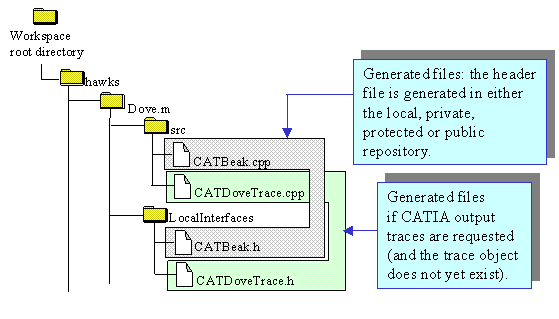 Workspace
root directory
hawks
Dove.m
src
CATBeak.cpp
CATDoveTrace.cpp
LocalInterfaces
CATBeak.h
CATDoveTrace.h
Generated files: the header
file is generated in either
the local, private,
protected or public
repository.
Generated files
if CATIA output
traces are requested
(and the trace object
does not yet exist).